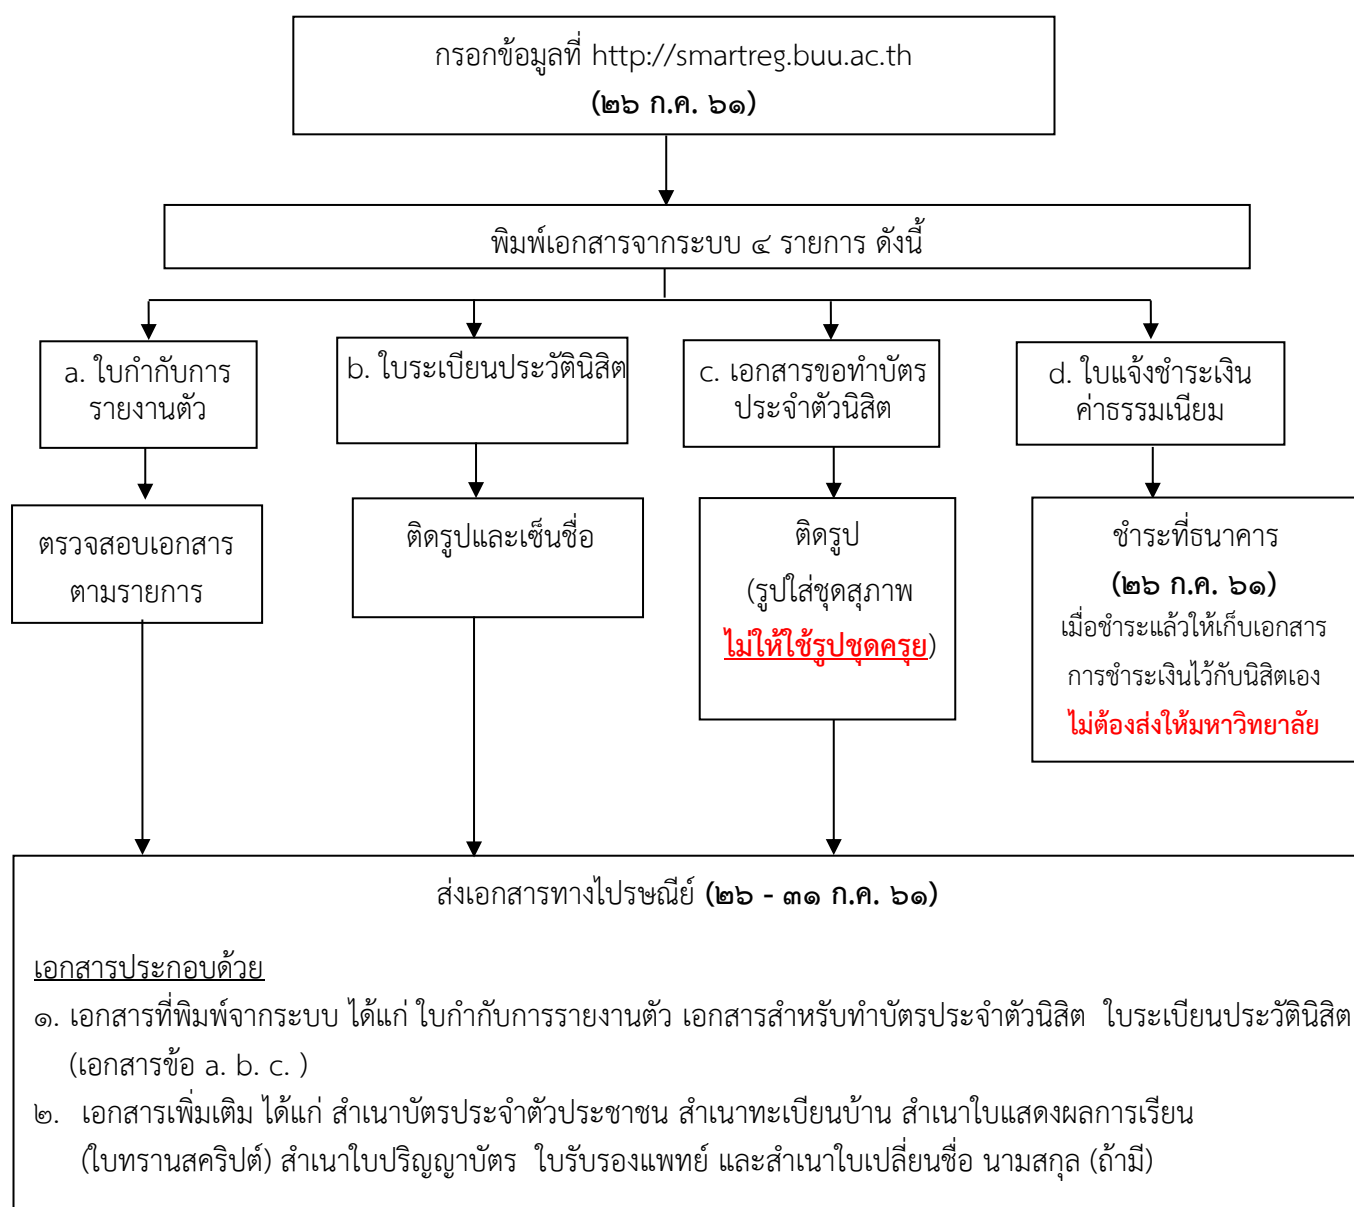 กรอกข้อมูลที่ http://smartreg.buu.ac.th
(๒๖ ก.ค. ๖๑)
พิมพ์เอกสารจากระบบ ๔ รายการ ดังนี้
a. ใบกำกับการ
รายงานตัว
b. ใบระเบียนประวัตินิสิต
c. เอกสารขอทำบัตร
ประจำตัวนิสิต
d. ใบแจ้งชำระเงิน
ค่าธรรมเนียม
ตรวจสอบเอกสาร
ตามรายการ
ติดรูปและเซ็นชื่อ
ติดรูป
(รูปใส่ชุดสุภาพ
ไม่ให้ใช้รูปชุดครุย)
ชำระที่ธนาคาร
(๒๖ ก.ค. ๖๑)
เมื่อชำระแล้วให้เก็บเอกสาร
การชำระเงินไว้กับนิสิตเอง
ไม่ต้องส่งให้มหาวิทยาลัย
ส่งเอกสารทางไปรษณีย์ (๒๖ - ๓๑ ก.ค. ๖๑)
เอกสารประกอบด้วย
๑. เอกสารที่พิมพ์จากระบบ ได้แก่ ใบกำกับการรายงานตัว เอกสารสำหรับทำบัตรประจำตัวนิสิต ใบระเบียนประวัตินิสิต
(เอกสารข้อ a. b. c. )
๒. เอกสารเพิ่มเติม ได้แก่ สำเนาบัตรประจำตัวประชาชน สำเนาทะเบียนบ้าน สำเนาใบแสดงผลการเรียน
(ใบทรานสคริปต์) สำเนาใบปริญญาบัตร ใบรับรองแพทย์ และสำเนาใบเปลี่ยนชื่อ นามสกุล (ถ้ามี)